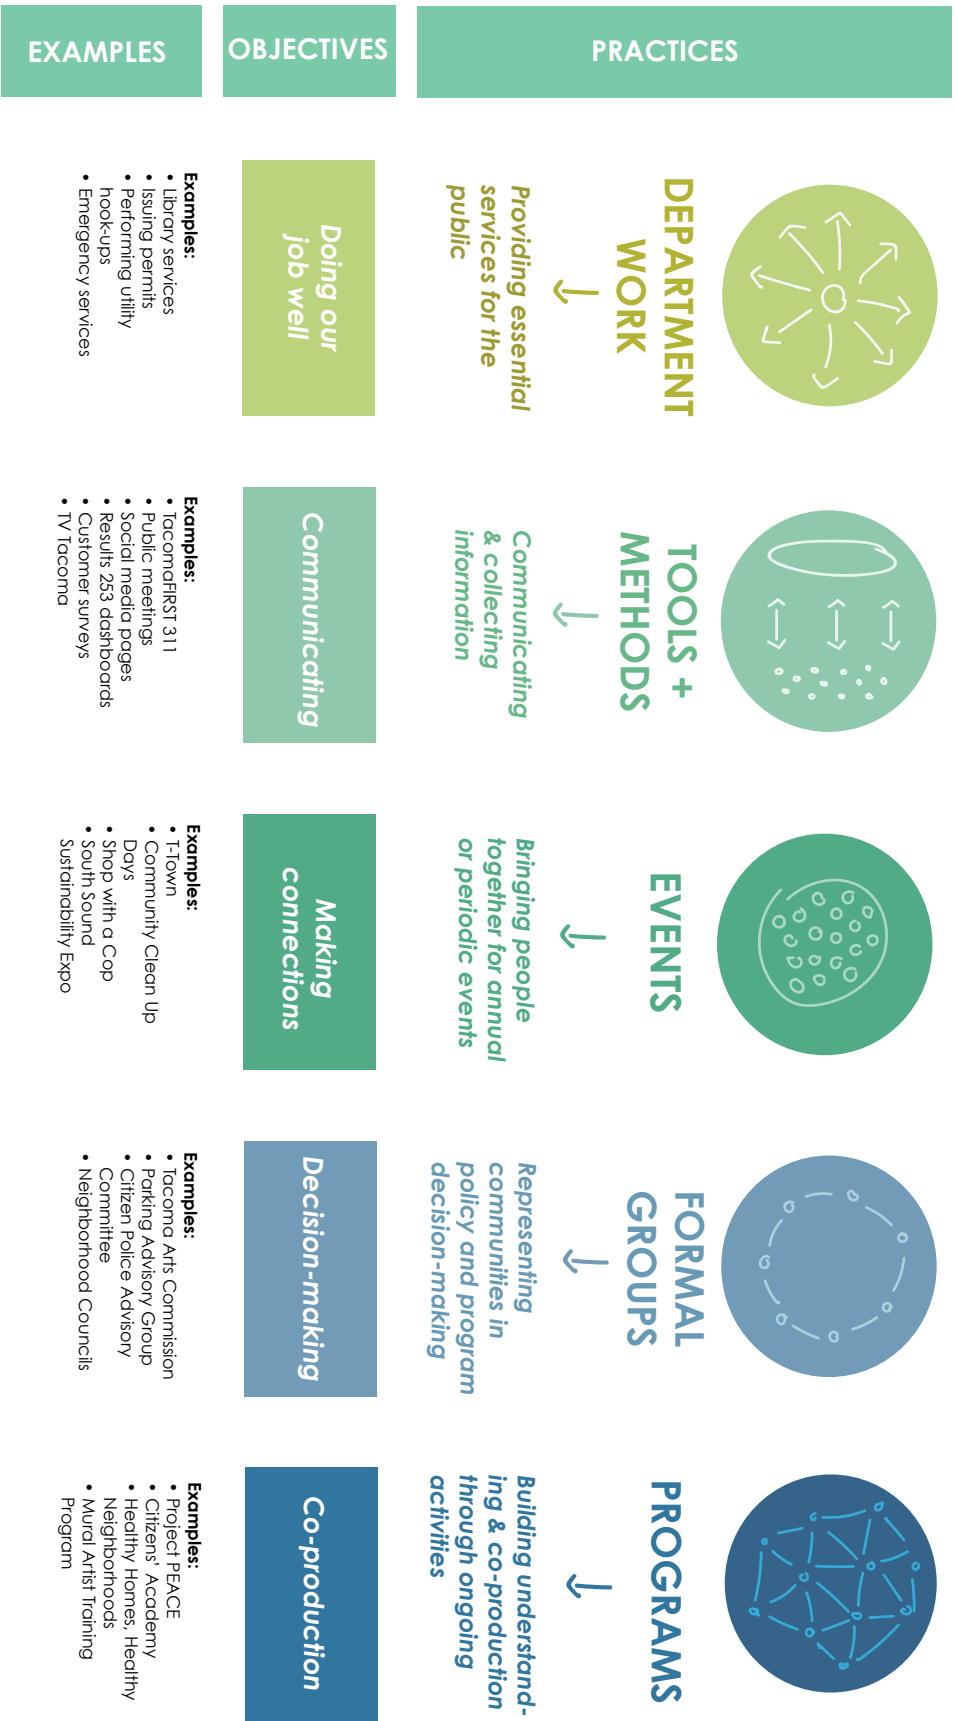 PRACTICES
OBJECTIVES
EXAMPLES
DEPARTMENT
WORK
Providing essential
services for the
public
Doing our
job well
Examples:
• Library services
• Issuing permits
• Performing utility
hook-ups
• Emergency services
TOOLS +
METHODS
Communicating
& collecting
information
Communicating
Examples:
• TacomaFIRST 311
• Public meetings
• Social media pages
• Results 253 dashboards
• Customer surveys
• TV Tacoma
EVENTS
Bringing people
together for annual
or periodic events
Making
connections
Examples:
• T-Town
• Community Clean Up
Days
• Shop with a Cop
• South Sound
Sustainability Expo
FORMAL
GROUPS
Representing
communities in
policy and program
decision-making
Decision-making
Examples:
• Tacoma Arts Commission
• Parking Advisory Group
• Citizen Police Advisory
Committee
• Neighborhood Councils
PROGRAMS
Building understand-
ing & co-production
through ongoing
activities
Co-production
Examples:
• Project PEACE
• Citizens' Academy
• Healthy Homes, Healthy
Neighborhoods
• Mural Artist Training
Program